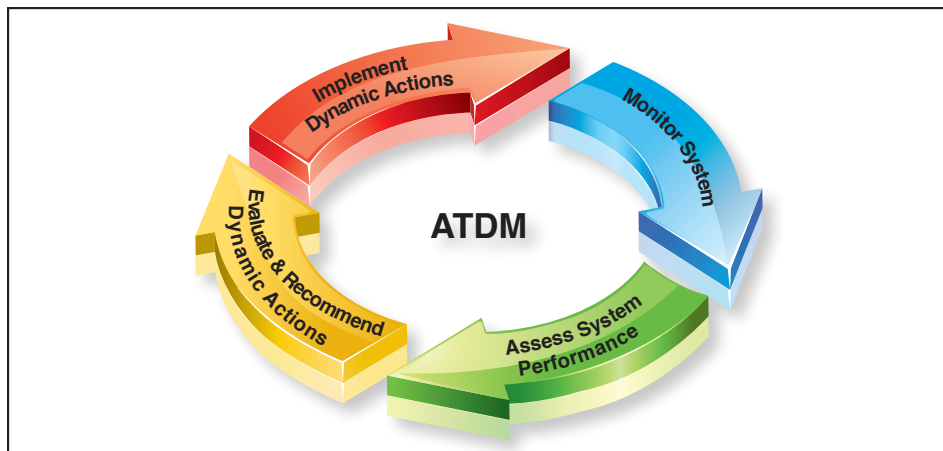 Implement
Dynamic Actions
Monitor System
ATDM
Evaluate & Recommend
Dynamic Actions
Assess System
Performance